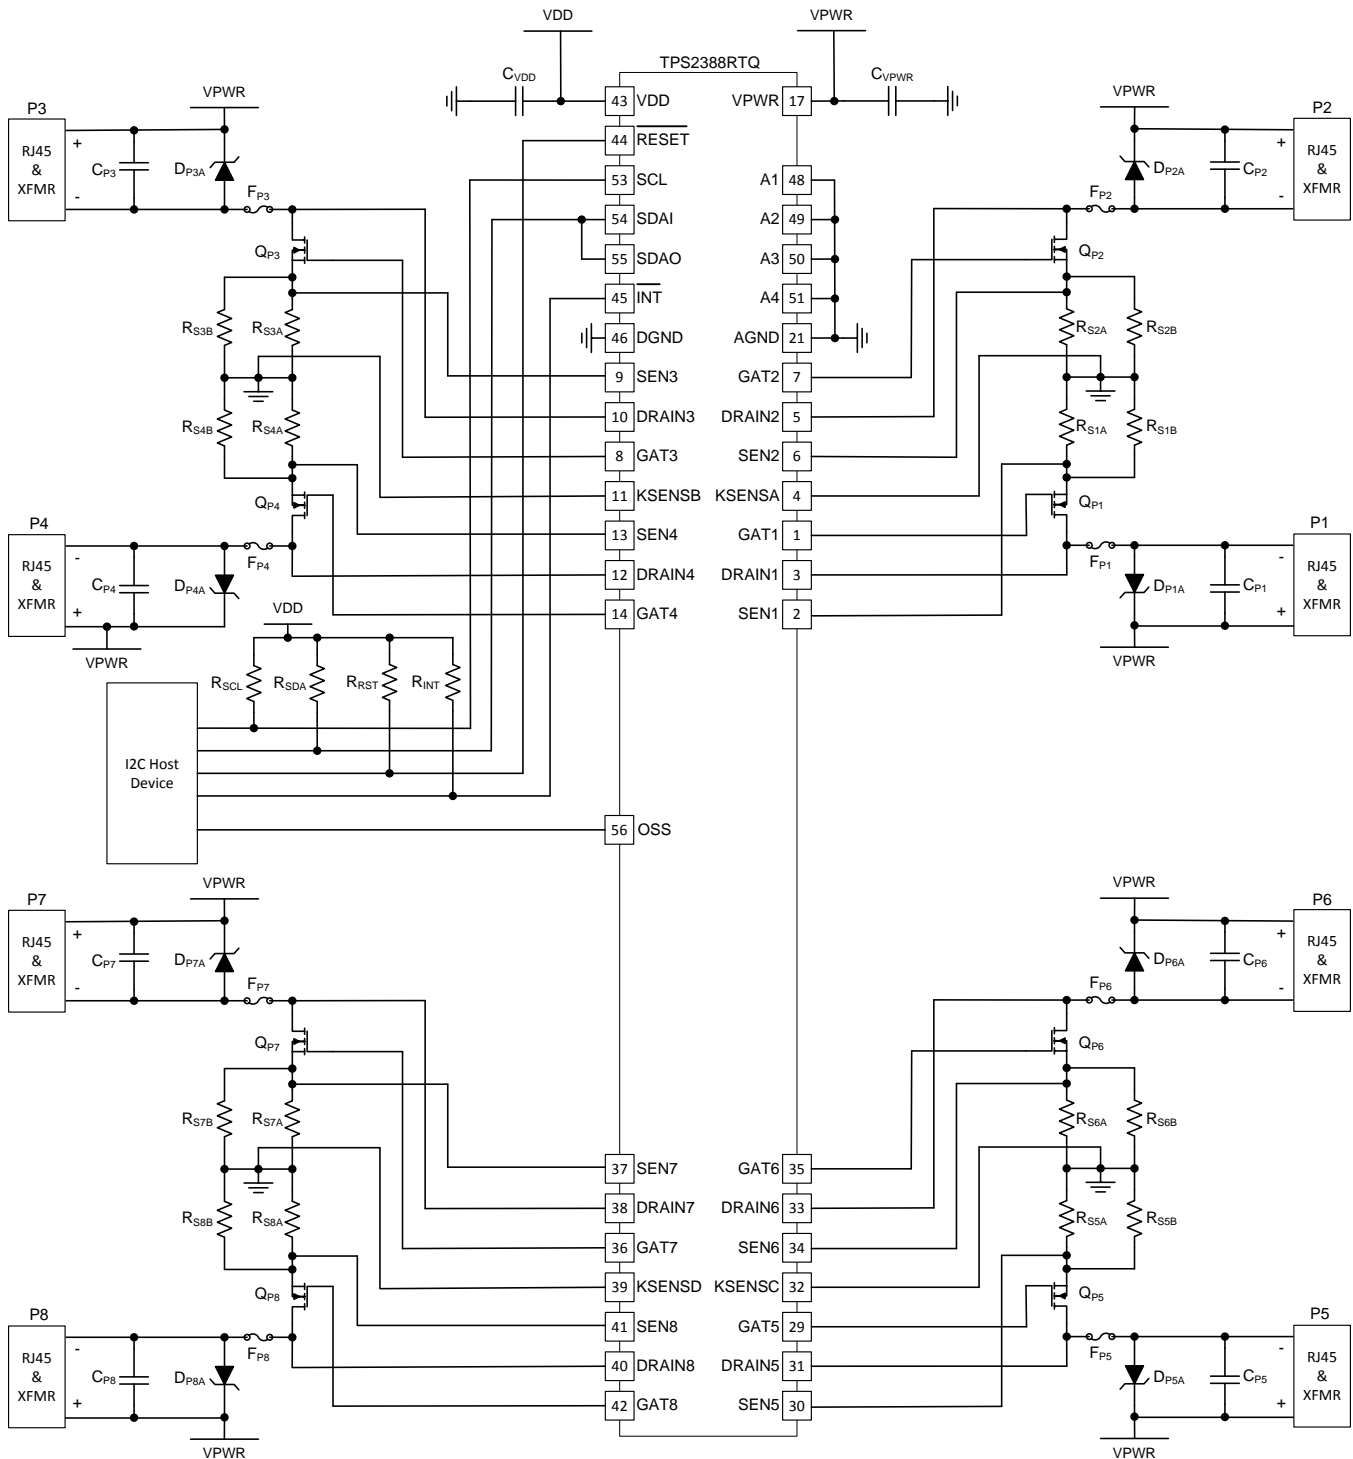 VDD
VPWR
TPS2388RTQ
CVDD
CVPWR
43 VDD
VPWR 17
44 RESET
53 SCL
A1 48
54 SDAI
A2 49
55 SDAO
A3 50
45 INT
A4 51
46 DGND
AGND 21
9 SEN3
GAT2 7
10 DRAIN3
DRAIN2 5
8 GAT3
SEN2 6
11 KSENSB
KSENSA 4
13 SEN4
GAT1 1
12 DRAIN4
DRAIN1 3
14 GAT4
SEN1 2
56 OSS
P3
VPWR
RJ45
&
XFMR
+
-
CP3
DP3A
FP3
QP3
RS3B
RS3A
RS4B
RS4A
QP4
P4
RJ45
&
XFMR
-
+
CP4
DP4A
FP4
VPWR
VPWR
P2
RJ45
&
XFMR
+
-
DP2A
CP2
FP2
QP2
RS2A
RS2B
RS1A
RS1B
QP1
P1
RJ45
&
XFMR
-
+
FP1
DP1A
CP1
VPWR
VDD
RSCL
RSDA
RRST
RINT
I2C Host
Device
P7
VPWR
RJ45
&
XFMR
+
-
CP7
DP7A
FP7
QP7
RS7B
RS7A
RS8B
RS8A
QP8
P8
RJ45
&
XFMR
-
+
CP8
DP8A
FP8
VPWR
37 SEN7
GAT6 35
38 DRAIN7
DRAIN6 33
36 GAT7
SEN6 34
39 KSENSD
KSENSC 32
41 SEN8
GAT5 29
40 DRAIN8
DRAIN5 31
42 GAT8
SEN5 30
VPWR
P6
RJ45
&
XFMR
+
-
DP6A
CP6
FP6
QP6
RS6A
RS6B
RS5A
RS5B
QP5
P5
RJ45
&
XFMR
-
+
FP5
DP5A
CP5
VPWR